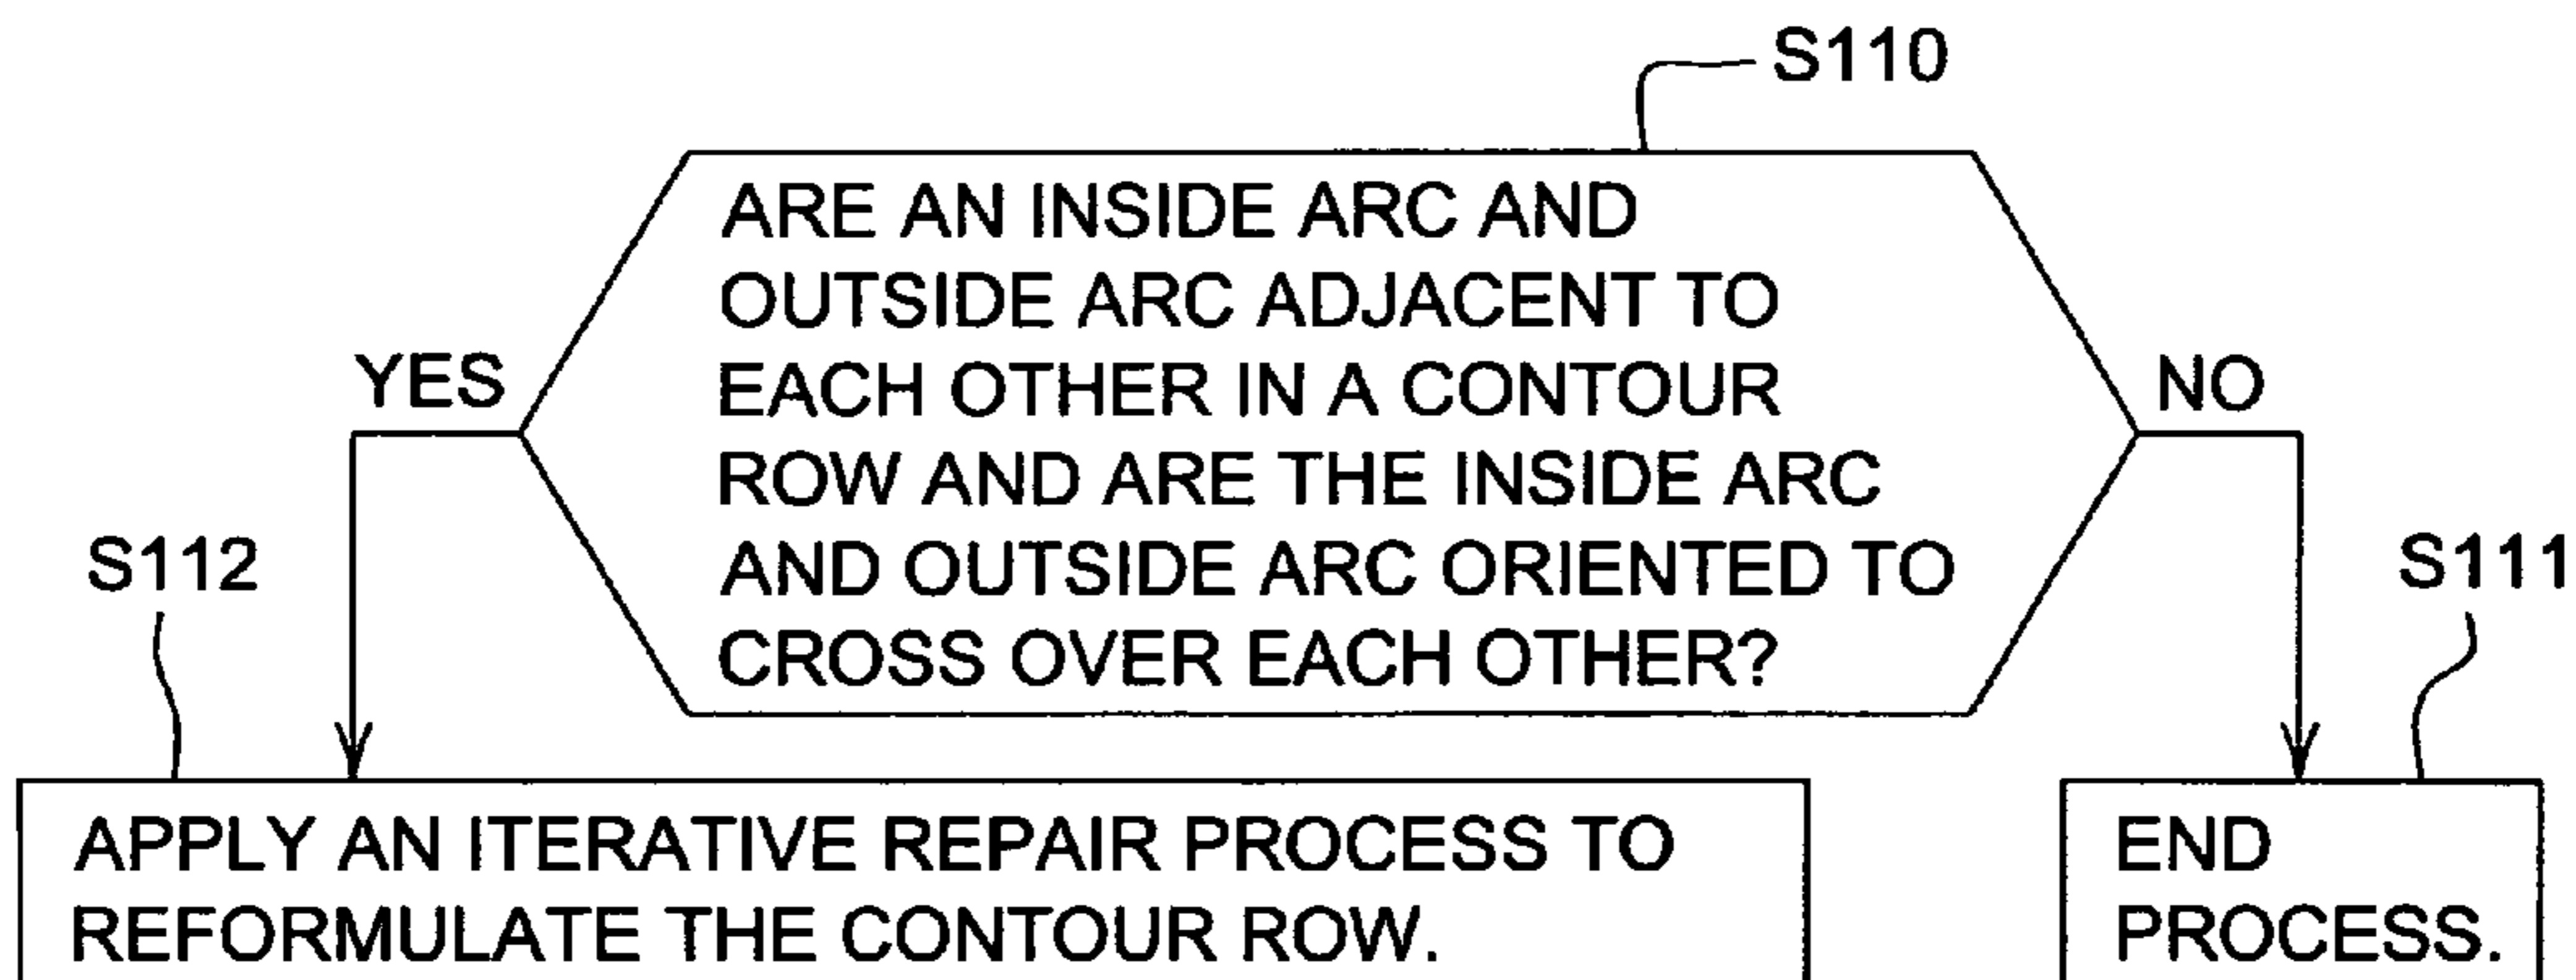 S110
ARE AN INSIDE ARC AND
OUTSIDE ARC ADJACENT TO
EACH OTHER IN A CONTOUR
ROW AND ARE THE INSIDE ARC
AND OUTSIDE ARC ORIENTED TO
CROSS OVER EACH OTHER?
YES
NO
S112
S111
APPLY AN ITERATIVE REPAIR PROCESS TO
REFORMULATE THE CONTOUR ROW.
END
PROCESS.